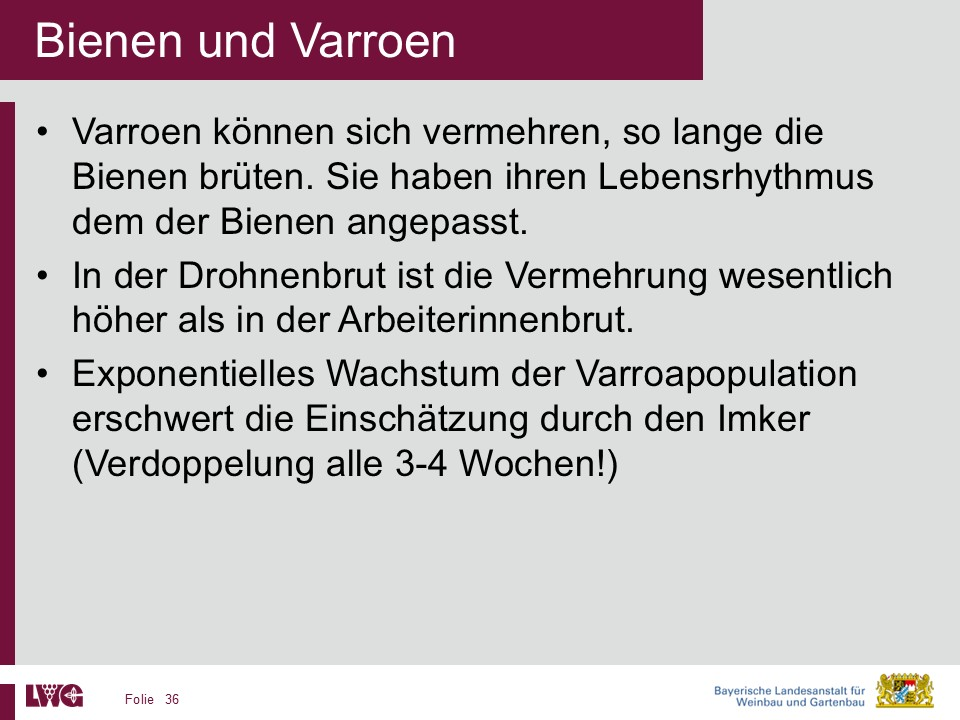 Bienen und Varroen
• Varroen können sich vermehren, so lange die
Bienen brüten. Sie haben ihren Lebensrhythmus
dem der Bienen angepasst.
• In der Drohnenbrut ist die Vermehrung wesentlich
höher als in der Arbeiterinnenbrut.
• Exponentielles Wachstum der Varroapopulation
erschwert die Einschätzung durch den Imker
(Verdoppelung alle 3-4 Wochen!)
LWG
Folie 36
Bayerische Landesanstalt für
Weinbau und Gartenbau